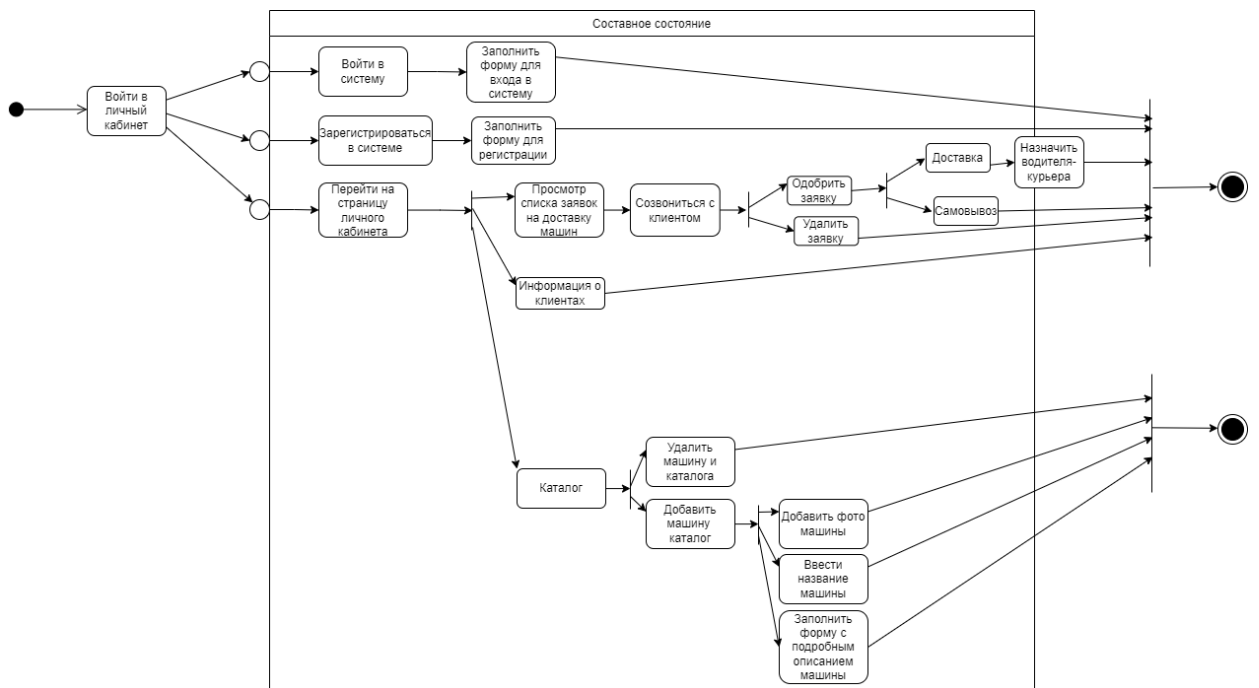 Составное состояние
Войти в
личный
кабинет
Войти в
систему
Заполнить
форму для
входа в
систему
Зарегистрироваться
в системе
Заполнить
форму для
регистрации
Перейти на
страницу
личного
кабинета
Просмотр
списка заявок
на доставку
машин
Созвониться с
клиентом
Одобрить
заявку
Удалить
заявку
Доставка
Самовывоз
Назначить
водителя-
курьера
Информация о
клиентах
Каталог
Удалить
машину и
каталога
Добавить
машину
каталог
Добавить фото
машины
Ввести
название
машины
Заполнить
форму с
подробным
описанием
машины